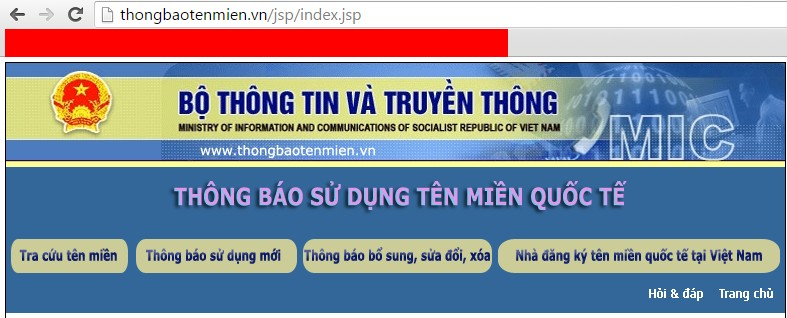 thongbaotenmien.vn/jsp/index.jsp
BỘ THÔNG TIN VÀ TRUYỀN THÔNG
MINISTRY OF INFORMATION AND COMMUNICATIONS OF SOCIALIST REPUBLIC OF VIET NAM
www.thongbaotenmien.vn
MIC
THÔNG BÁO SỬ DỤNG TÊN MIỀN QUỐC TẾ
Tra cứu tên miền
Thông báo sử dụng mới
Thông báo bổ sung, sửa đổi, xóa
Nhà đăng ký tên miền quốc tế tại Việt Nam
Hỏi & đáp
Trang chủ